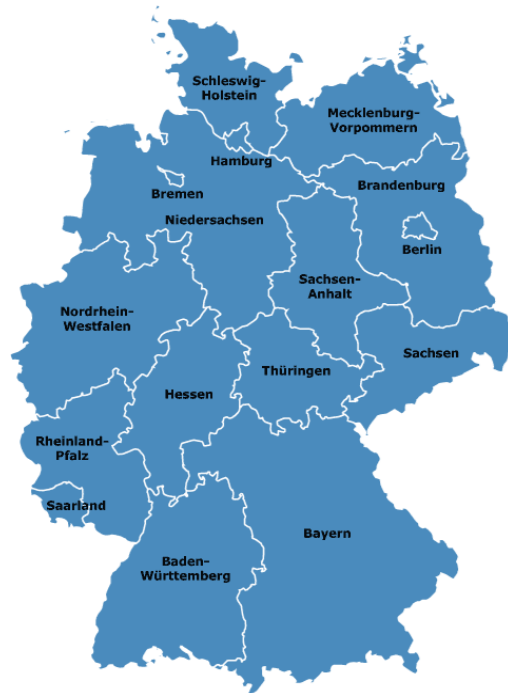 Schleswig-
Holstein
Mecklenburg-
Vorpommern
Hamburg
Bremen
Brandenburg
Niedersachsen
Berlin
Sachsen-
Anhalt
Nordrhein-
Westfalen
Sachsen
Thüringen
Hessen
Rheinland-
Pfalz
Saarland
Bayern
Baden-
Württemberg